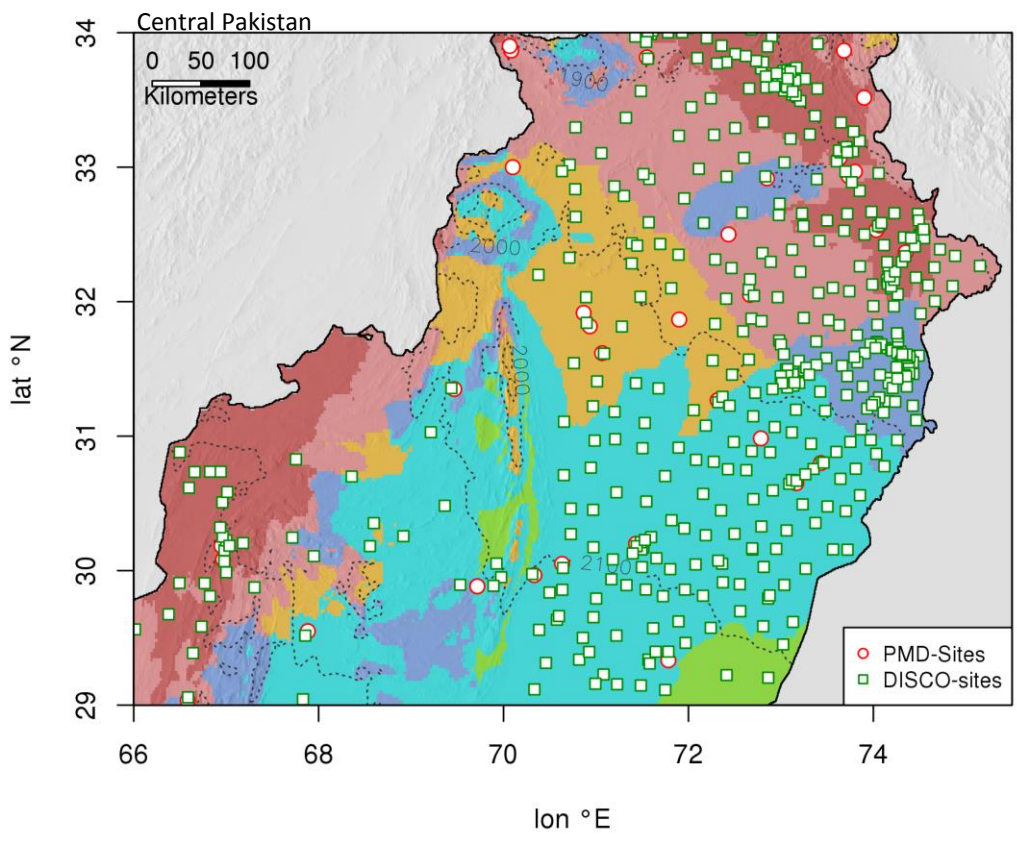 Central Pakistan
0 50 100
Kilometers
1900
2000
2000
2100
34
33
32
31
30
29
lat °N
66 68 70 72 74
lon °E
PMD-Sites
DISCO-sites